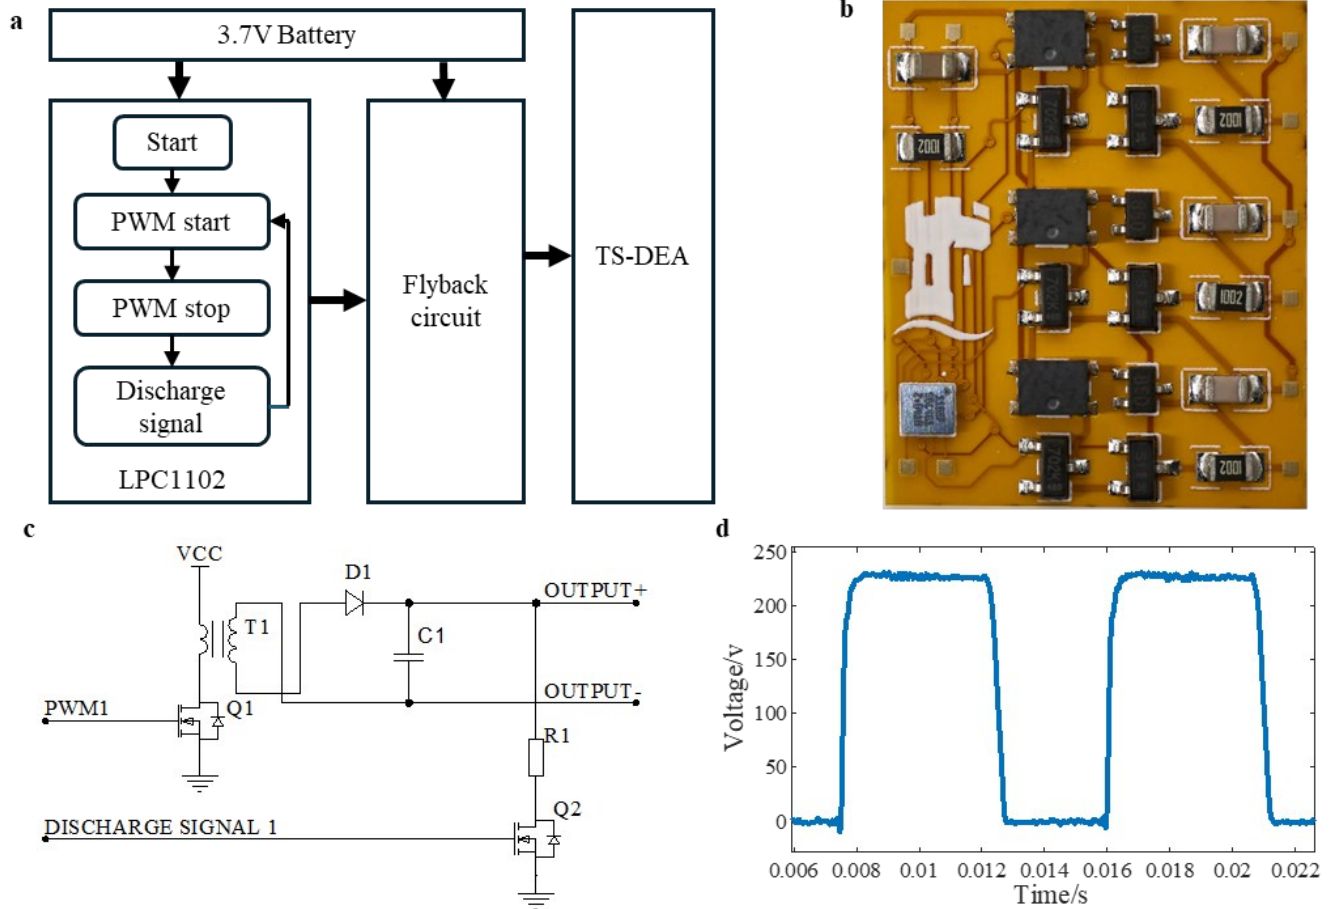 a
3.7V Battery
Start
PWM start
PWM stop
Discharge
signal
LPC1102
Flyback
circuit
TS-DEA
b
1002
1002
1002
1002
c
VCC
T1
D1
C1
OUTPUT+
OUTPUT-
PWM1
Q1
R1
Q2
DISCHARGE SIGNAL 1
d
Voltage/v
250
200
150
100
50
0
0.006
0.008
0.01
0.012
0.014
0.016
0.018
0.02
0.022
Time/s